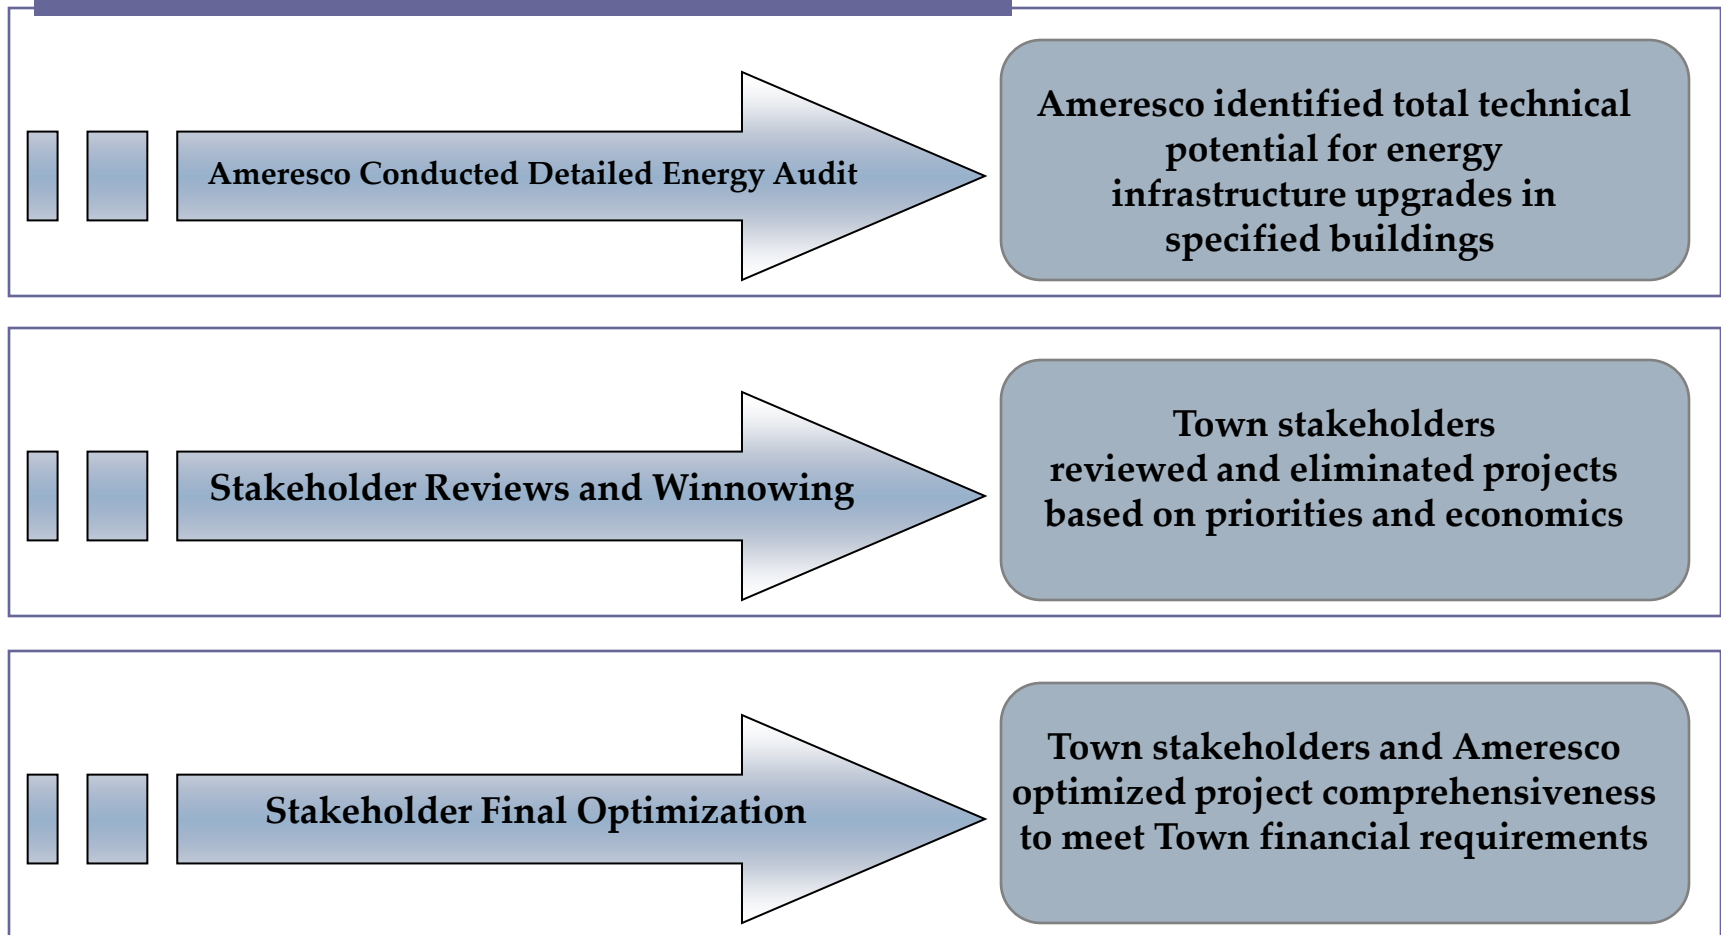 Ameresco Conducted Detailed Energy Audit
Ameresco identified total technical
potential for energy
infrastructure upgrades in
specified buildings
Stakeholder Reviews and Winnowing
Town stakeholders
reviewed and eliminated projects
based on priorities and economics
Stakeholder Final Optimization
Town stakeholders and Ameresco
optimized project comprehensiveness
to meet Town financial requirements